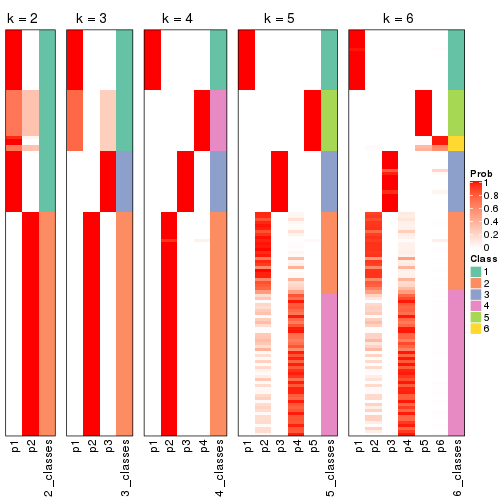 k = 2
k = 3
k = 4
k = 5
k = 6
Prob
1
0.8
0.6
0.4
0.2
0
Class
1
2
3
4
5
6
p1
p2
2_classes
p1
p2
p3
3_classes
p1
p2
p3
p4
4_classes
p1
p2
p3
p4
p5
5_classes
p1
p2
p3
p4
p5
p6
6_classes